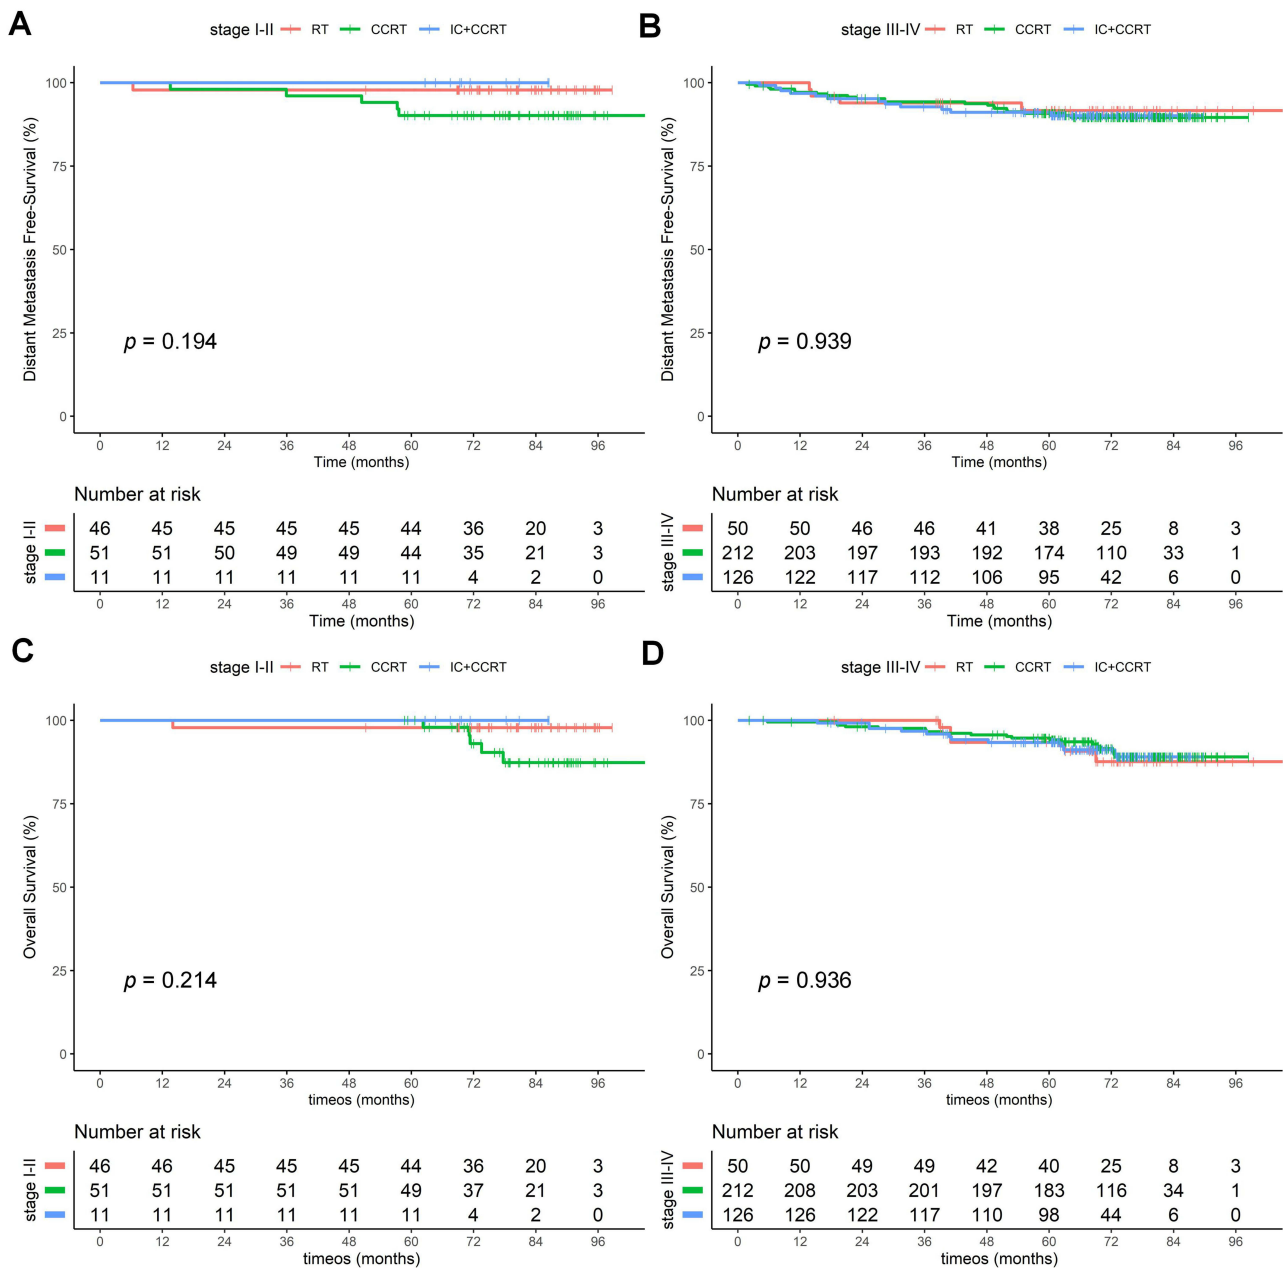 A
stage I-II RT CCRT IC+CCRT
Distant Metastasis Free-Survival (%)
100
75
50
25
0
p = 0.194
0 12 24 36 48 60 72 84 96
Time (months)
Number at risk
stage I-II
46 45 45 45 45 44 36 20 3
51 51 50 49 49 44 35 21 3
11 11 11 11 11 11 4 2 0
0 12 24 36 48 60 72 84 96
Time (months)
B
stage III-IV RT CCRT IC+CCRT
Distant Metastasis Free-Survival (%)
100
75
50
25
0
p = 0.939
0 12 24 36 48 60 72 84 96
Time (months)
Number at risk
stage III-IV
50 50 46 46 41 38 25 8 3
212 203 197 193 192 174 110 33 1
126 122 117 112 106 95 42 6 0
0 12 24 36 48 60 72 84 96
Time (months)
C
stage I-II RT CCRT IC+CCRT
Overall Survival (%)
100
75
50
25
0
p = 0.214
0 12 24 36 48 60 72 84 96
timeos (months)
Number at risk
stage I-II
46 46 45 45 45 44 36 20 3
51 51 51 51 51 49 37 21 3
11 11 11 11 11 11 4 2 0
0 12 24 36 48 60 72 84 96
timeos (months)
D
stage III-IV RT CCRT IC+CCRT
Overall Survival (%)
100
75
50
25
0
p = 0.936
0 12 24 36 48 60 72 84 96
timeos (months)
Number at risk
stage III-IV
50 50 49 49 42 40 25 8 3
212 208 203 201 197 183 116 34 1
126 126 122 117 110 98 44 6 0
0 12 24 36 48 60 72 84 96
timeos (months)